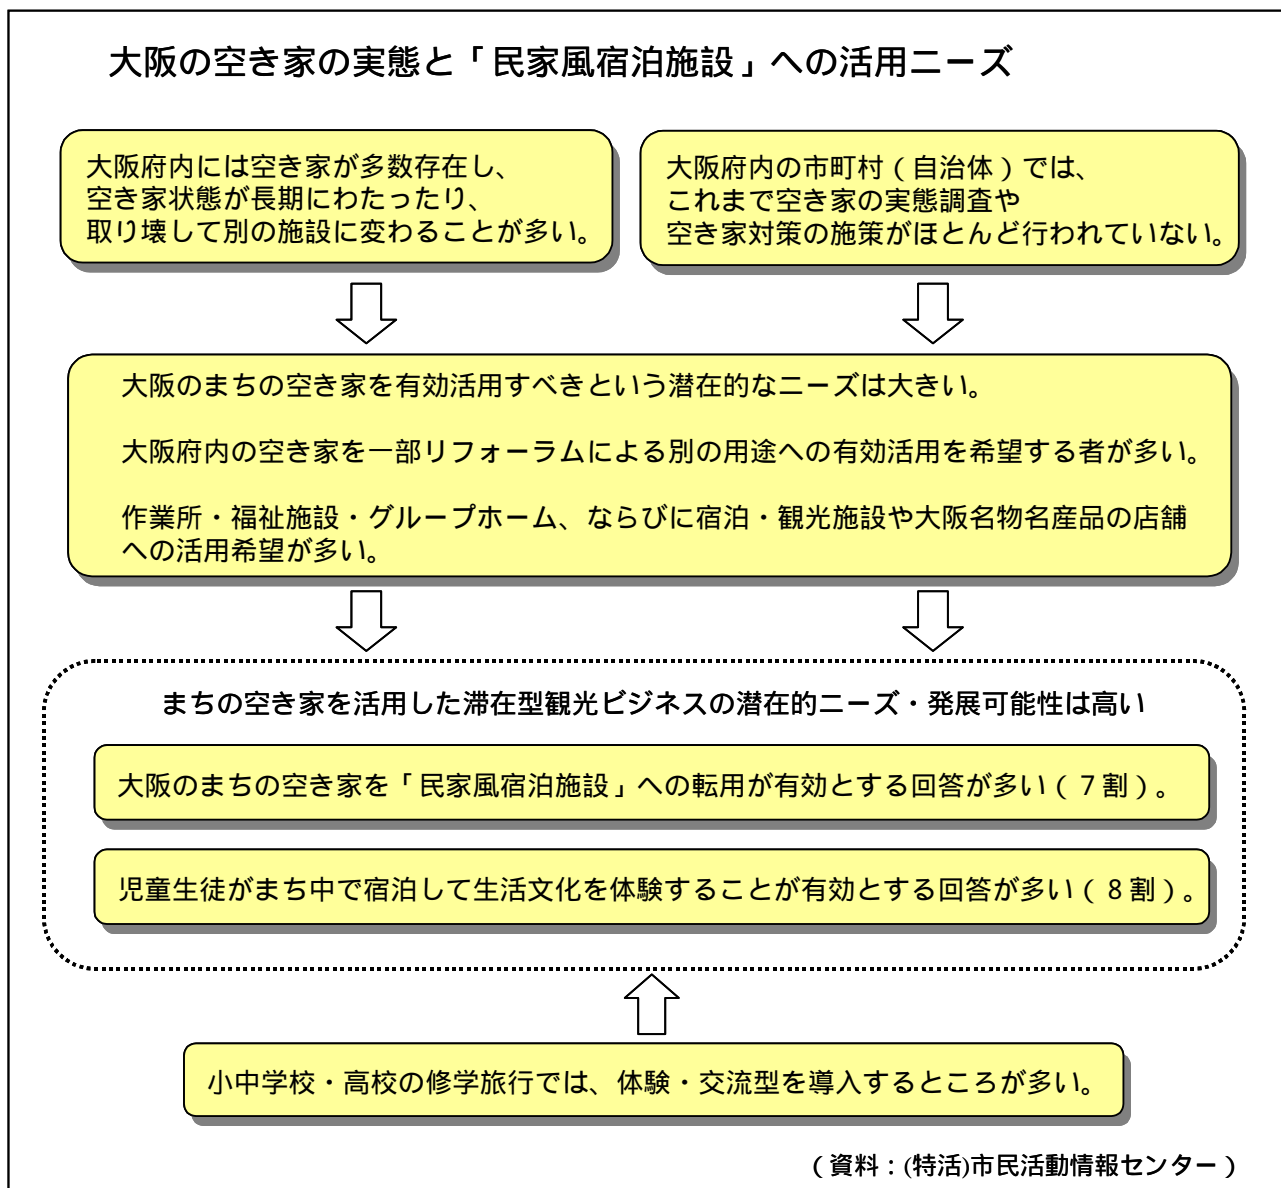 大阪の空き家の実態と「民家風宿泊施設」への活用ニーズ
大阪府内には空き家が多数存在し、
空き家状態が長期にわたったり、
取り壊して別の施設に変わることが多い。
大阪府内の市町村（自治体）では、
これまで空き家の実態調査や
空き家対策の施策がほとんど行われていない。
大阪のまちの空き家を有効活用すべきという潜在的なニーズは大きい。
大阪府内の空き家を一部リフォーラムによる別の用途への有効活用を希望する者が多い。
作業所・福祉施設・グループホーム、ならびに宿泊・観光施設や大阪名物名産品の店舗
への活用希望が多い。
まちの空き家を活用した滞在型観光ビジネスの潜在的ニーズ・発展可能性は高い
大阪のまちの空き家を「民家風宿泊施設」への転用が有効とする回答が多い（７割）。
児童生徒がまち中で宿泊して生活文化を体験することが有効とする回答が多い（８割）。
小中学校・高校の修学旅行では、体験・交流型を導入するところが多い。
（資料：(特活)市民活動情報センター）